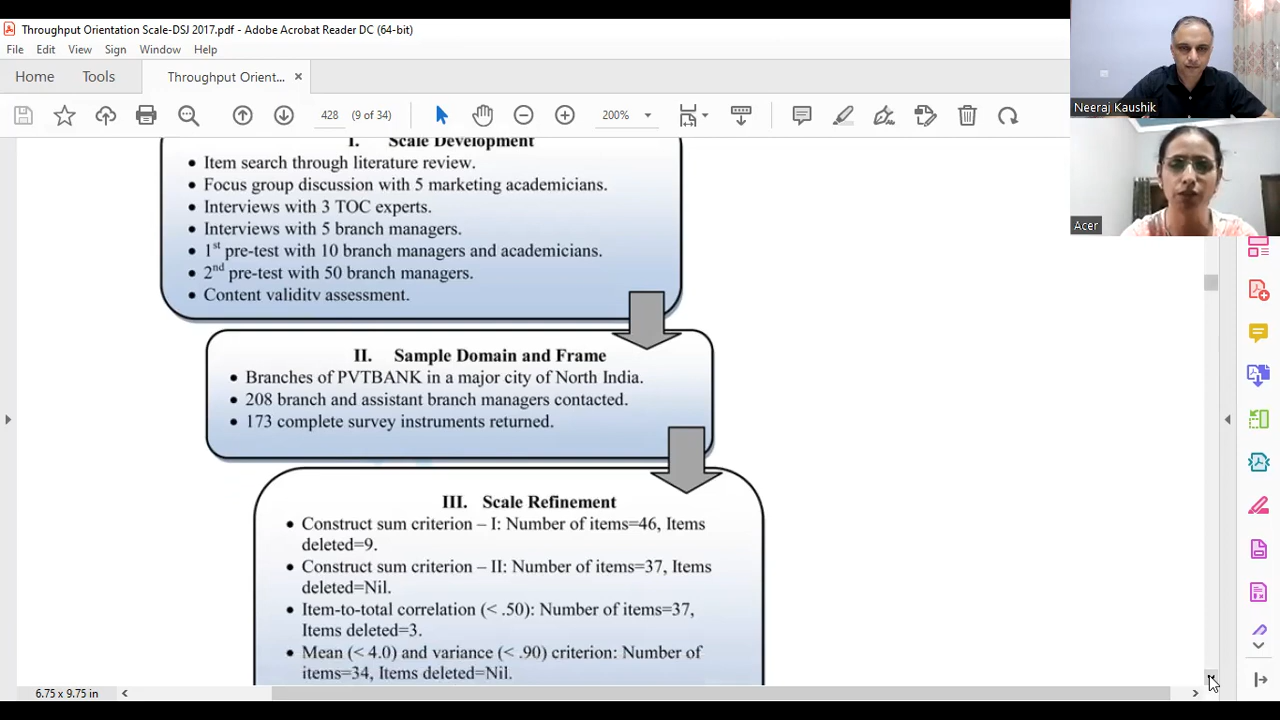 Throughput Orientation Scale-DSJ 2017.pdf - Adobe Acrobat Reader DC (64-bit)
File Edit View Sign Window Help
Home Tools Throughput Orient... ×
428 (9 of 34) 200%
Neeraj Kaushik
Acer
I. Scale Development
• Item search through literature review.
• Focus group discussion with 5 marketing academicians.
• Interviews with 3 TOC experts.
• Interviews with 5 branch managers.
• 1st pre-test with 10 branch managers and academicians.
• 2nd pre-test with 50 branch managers.
• Content validity assessment.
II. Sample Domain and Frame
• Branches of PVTBANK in a major city of North India.
• 208 branch and assistant branch managers contacted.
• 173 complete survey instruments returned.
III. Scale Refinement
• Construct sum criterion – I: Number of items=46, Items
deleted=9.
• Construct sum criterion – II: Number of items=37, Items
deleted=Nil.
• Item-to-total correlation (< .50): Number of items=37,
Items deleted=3.
• Mean (< 4.0) and variance (< .90) criterion: Number of
items=34, Items deleted=Nil.
6.75 x 9.75 in